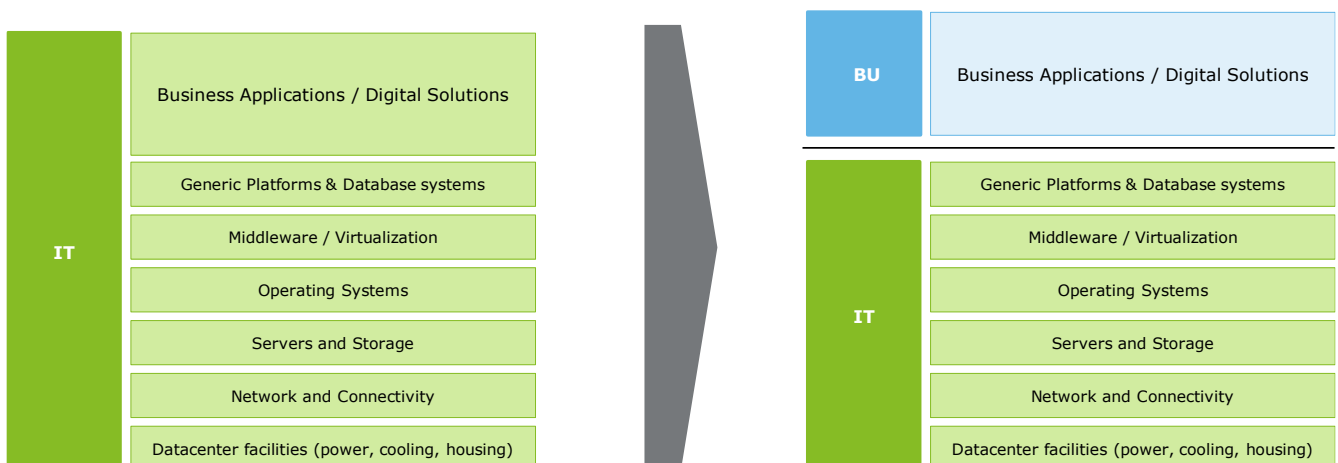 IT
Business Applications / Digital Solutions
Generic Platforms & Database systems
Middleware / Virtualization
Operating Systems
Servers and Storage
Network and Connectivity
Datacenter facilities (power, cooling, housing)
BU
Business Applications / Digital Solutions
IT
Generic Platforms & Database systems
Middleware / Virtualization
Operating Systems
Servers and Storage
Network and Connectivity
Datacenter facilities (power, cooling, housing)